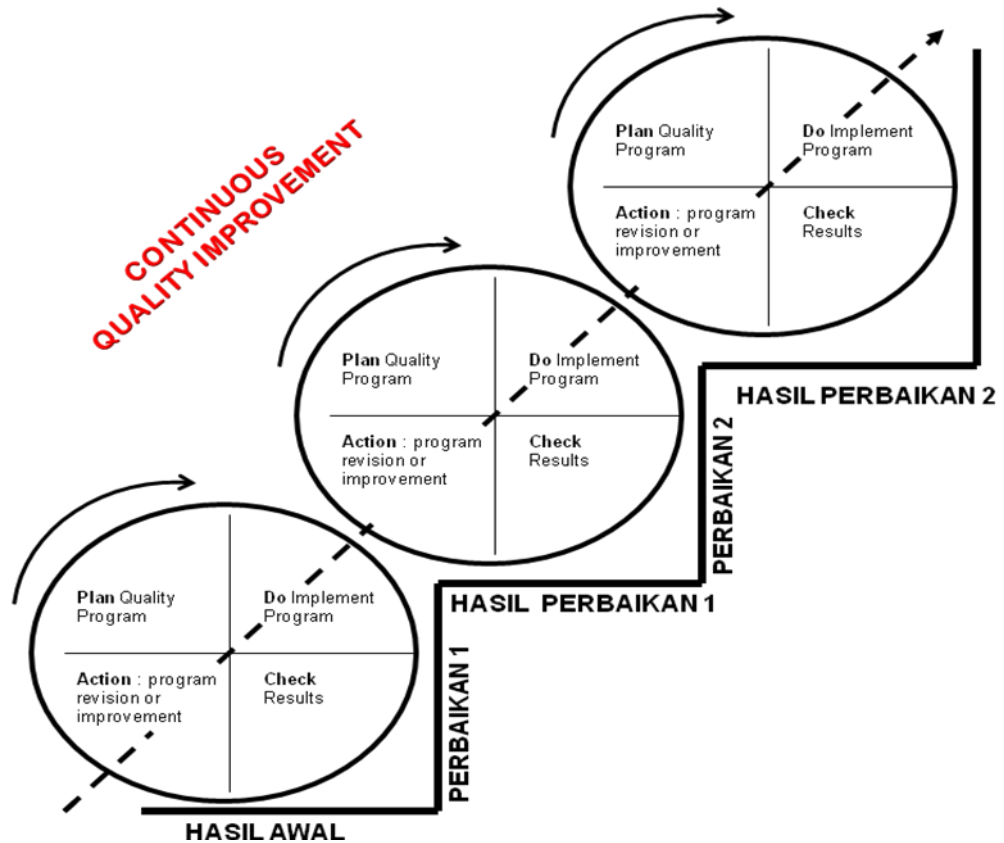 CONTINUOUS
QUALITY IMPROVEMENT
Plan Quality
Program
Do Implement
Program
Action : program
revision or
improvement
Check
Results
HASIL PERBAIKAN 2
PERBAIKAN 2
Plan Quality
Program
Do Implement
Program
Action : program
revision or
improvement
Check
Results
HASIL PERBAIKAN 1
PERBAIKAN 1
Plan Quality
Program
Do Implement
Program
Action : program
revision or
improvement
Check
Results
HASIL AWAL